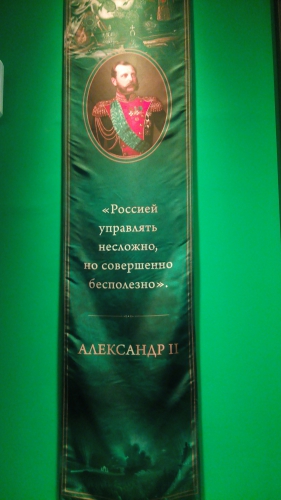 «Россией
управлять
несложно,
но совершенно
бесполезно».
АЛЕКСАНДР II